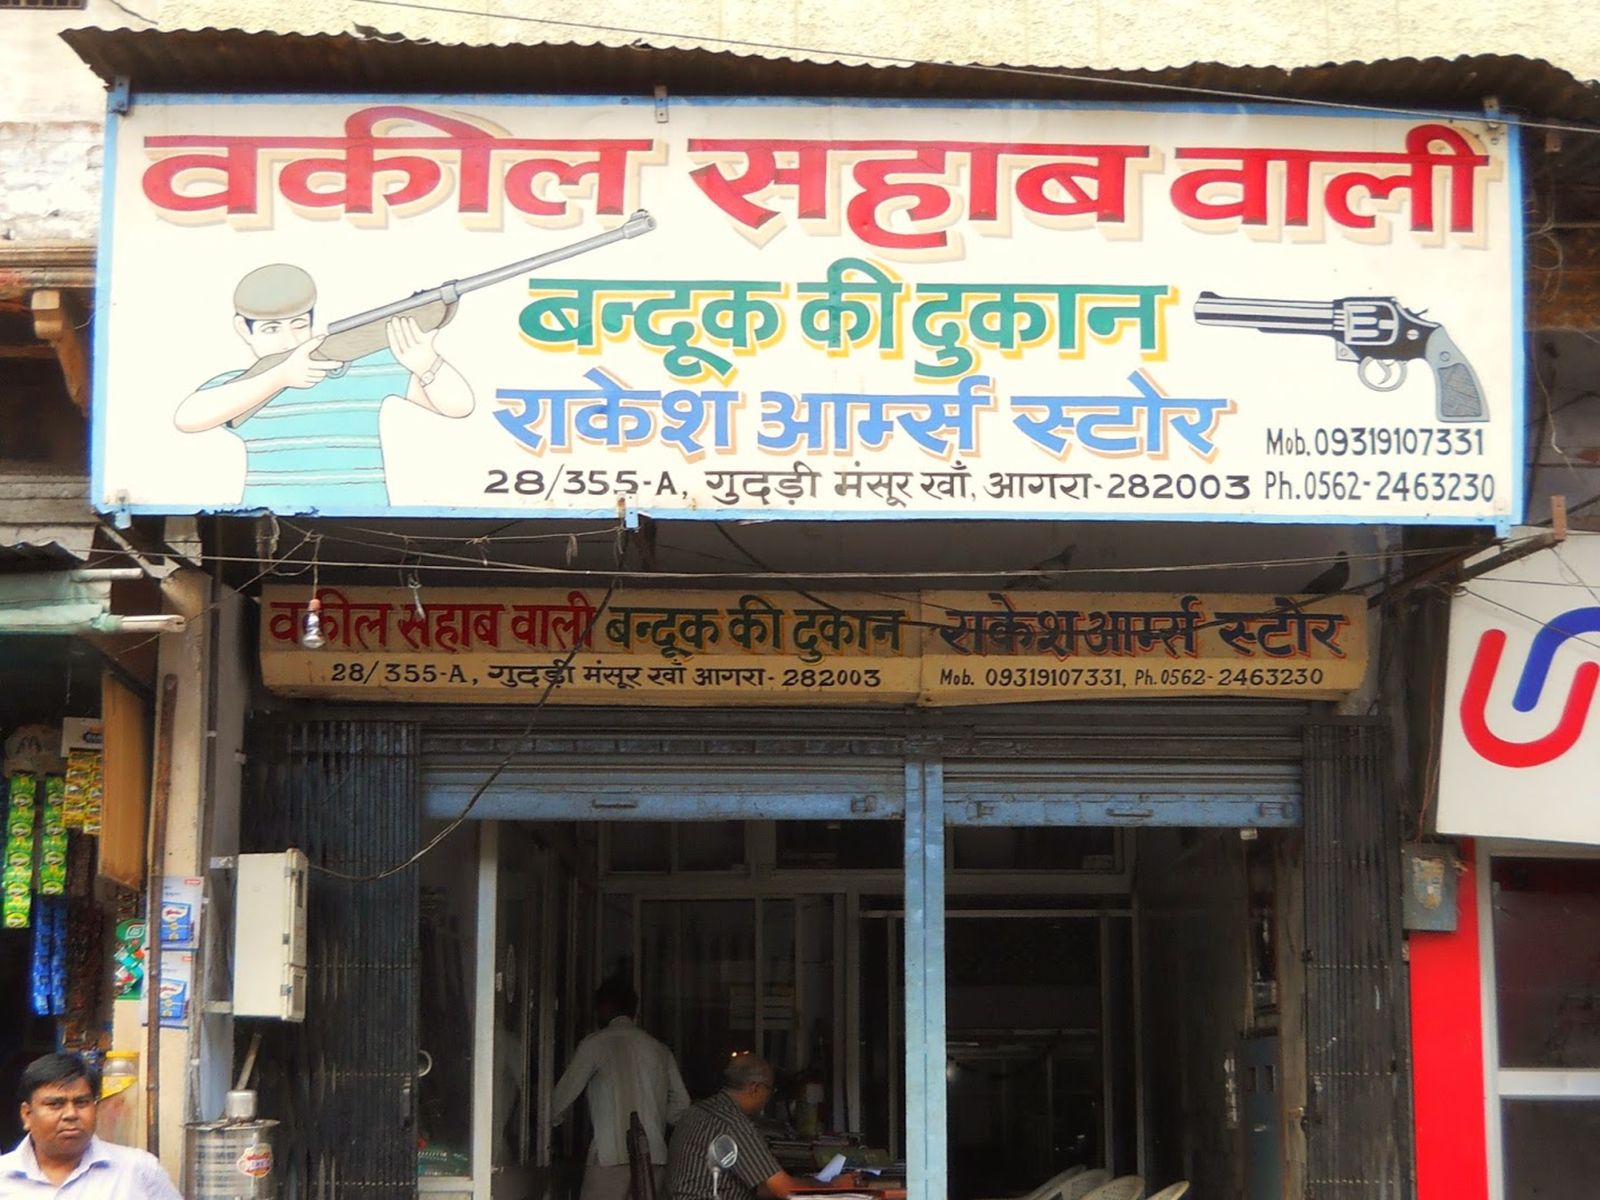 वकील सहाब वाली
बन्दूक की दुकान
राकेश आर्म्स स्टोर
Mob. 09319107331
28/355-A, गुदड़ी मंसूर खाँ, आगरा-282003 Ph. 0562-2463230
वकील सहाब वाली बन्दूक की दुकान राकेश आर्म्स स्टोर
28/355-A, गुदड़ी मंसूर खाँ आगरा-282003 Mob. 09319107331, Ph. 0562-2463230